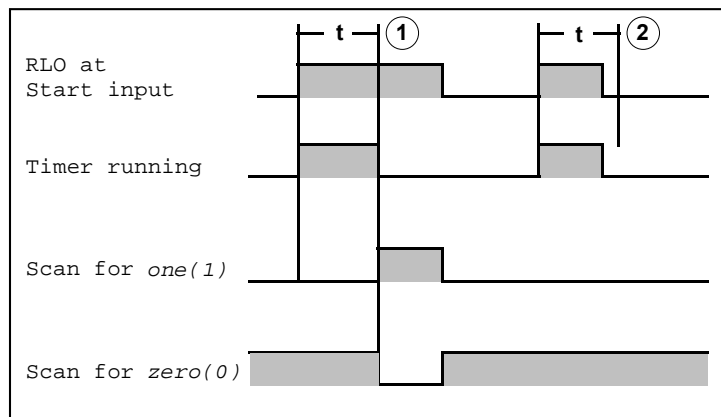 t 1 t 2
RLO at
Start input
Timer running
Scan for one(1)
Scan for zero(0)